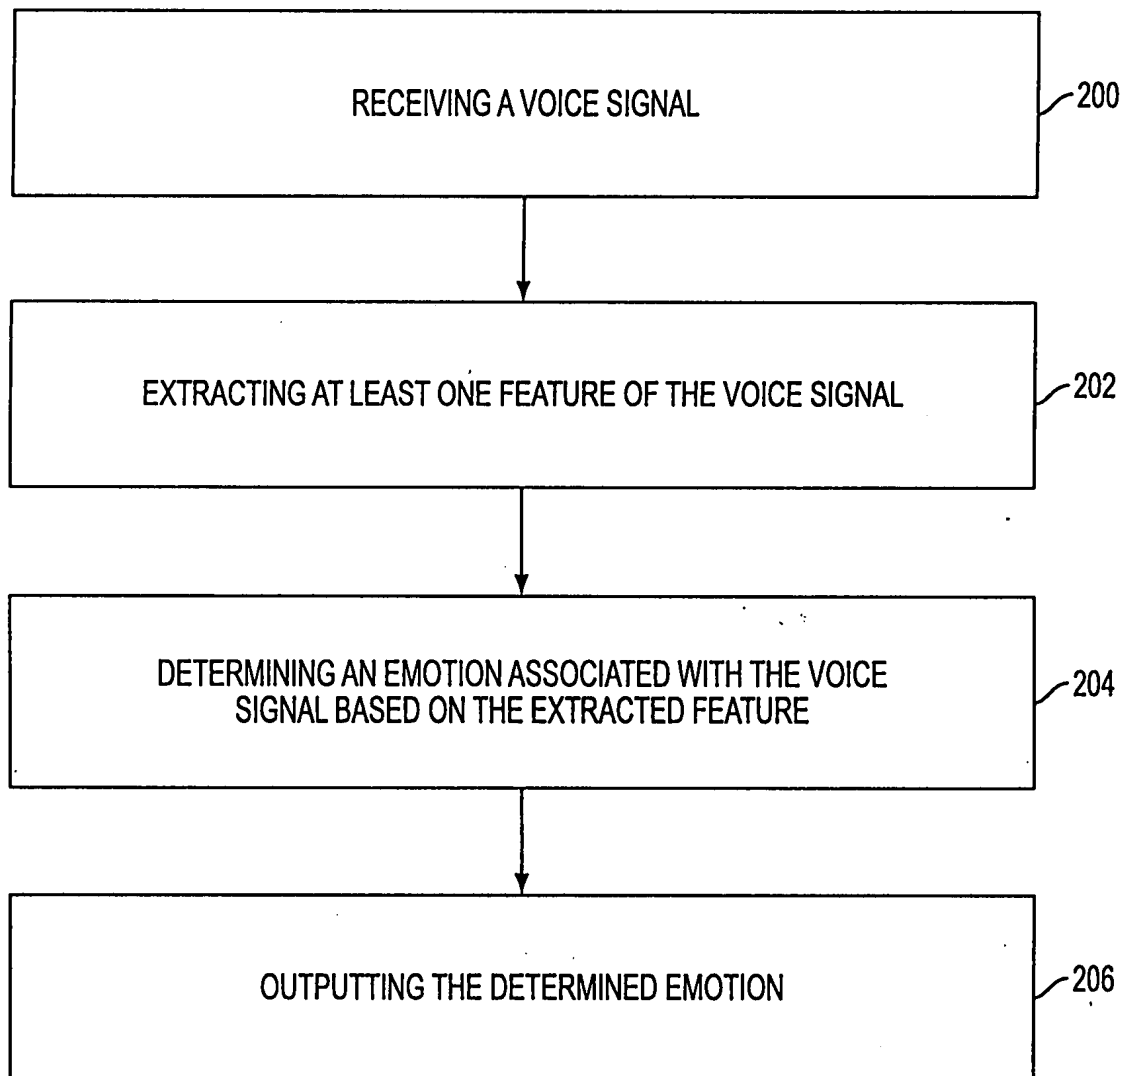 RECEIVING A VOICE SIGNAL
200
EXTRACTING AT LEAST ONE FEATURE OF THE VOICE SIGNAL
202
DETERMINING AN EMOTION ASSOCIATED WITH THE VOICE
SIGNAL BASED ON THE EXTRACTED FEATURE
204
OUTPUTTING THE DETERMINED EMOTION
206